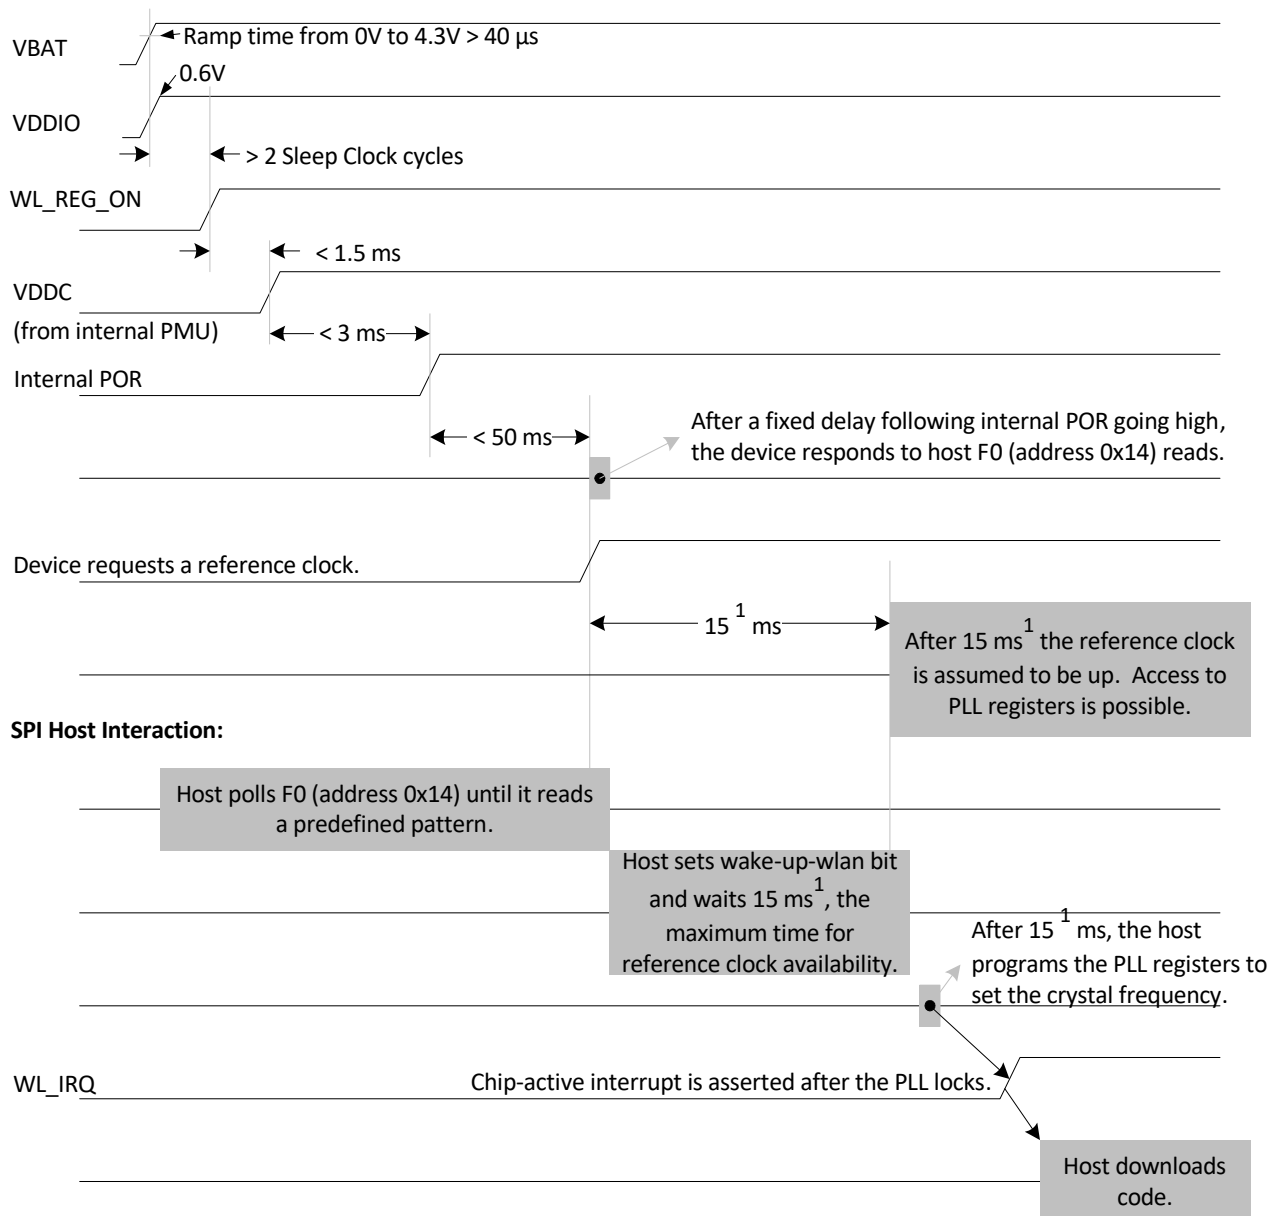 VBAT
Ramp time from 0V to 4.3V > 40 µs
0.6V
VDDIO
> 2 Sleep Clock cycles
WL_REG_ON
< 1.5 ms
VDDC
(from internal PMU)
< 3 ms
Internal POR
< 50 ms
After a fixed delay following internal POR going high,
the device responds to host F0 (address 0x14) reads.
Device requests a reference clock.
15 1 ms
After 15 ms1 the reference clock
is assumed to be up. Access to
PLL registers is possible.
SPI Host Interaction:
Host polls F0 (address 0x14) until it reads
a predefined pattern.
Host sets wake-up-wlan bit
and waits 15 ms1, the
maximum time for
reference clock availability.
After 15 1 ms, the host
programs the PLL registers to
set the crystal frequency.
WL_IRQ
Chip-active interrupt is asserted after the PLL locks.
Host downloads
code.